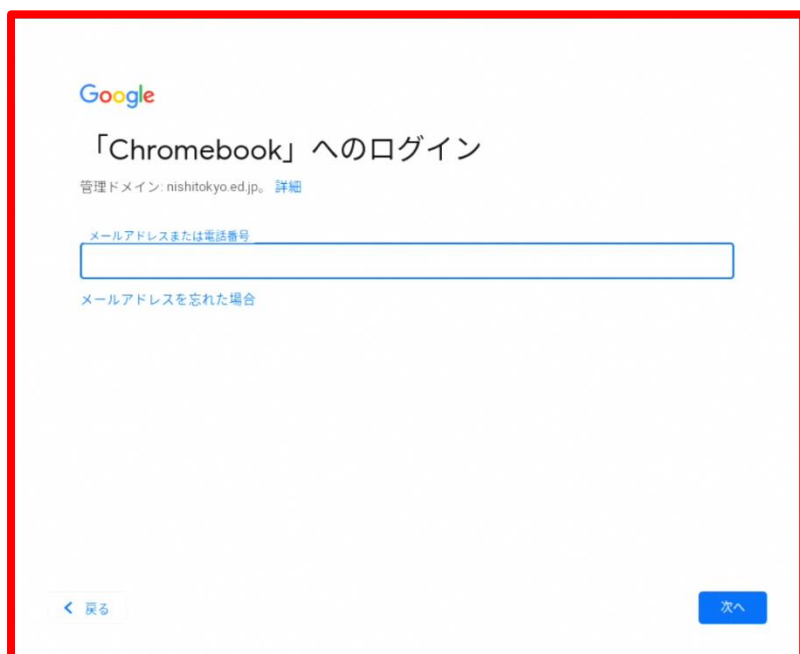 Google
「Chromebook」へのログイン
管理ドメイン: nishitokyo.ed.jp。 詳細
メールアドレスまたは電話番号
メールアドレスを忘れた場合
戻る
次へ